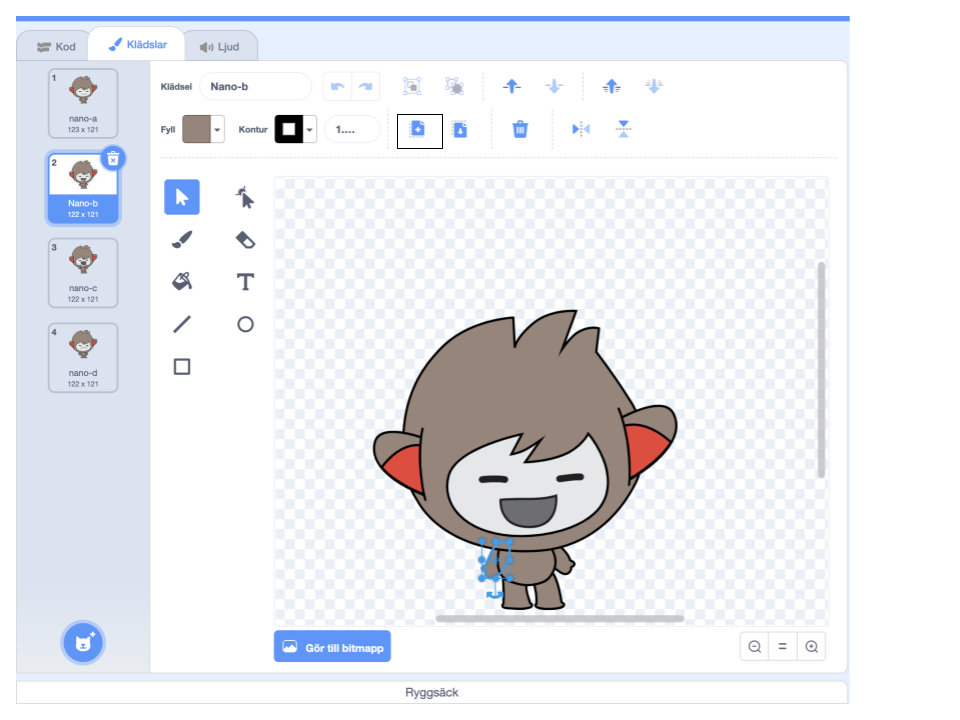 Kod
Klädslar
Ljud
1
nano-a
123 x 121
2
Nano-b
122 x 121
3
nano-c
122 x 121
4
nano-d
122 x 121
Klädsel
Nano-b
Fyll
Kontur
1....
T
Gör till bitmapp
=
Ryggsäck